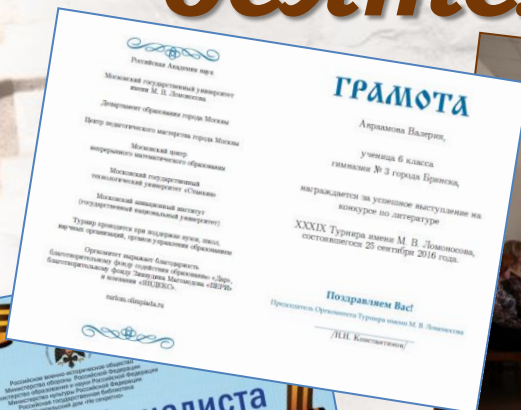 Российская Академия наук
Московский государственный университет
имени М. В. Ломоносова
Департамент образования города Москвы
Центр педагогического мастерства города Москвы
Московский центр
непрерывного математического образования
Московский государственный
технологический университет «Станкин»
Московский авиационный институт
(государственный национальный университет)
Турнир проводится при поддержке вузов, школ,
научных организаций, органов управления образованием
Оргкомитет выражает благодарность
благотворительному фонду содействия образованию «Дар»,
благотворительному фонду Зиявудина Магомедова «ПЕРИ»
и компании «ЯНДЕКС».
turlom.olimpiada.ru
ГРАМОТА
Авраамова Валерия,
ученица 6 класса
гимназии № 3 города Брянска,
награждается за успешное выступление на
конкурсе по литературе
XXXIX Турнира имени М. В. Ломоносова,
состоявшегося 25 сентября 2016 года.
Поздравляем Вас!
Председатель Оргкомитета Турнира имени М. В. Ломоносова
/Н.Н. Константинов/
Российское военно-историческое общество
Министерство обороны Российской Федерации
Министерство образования и науки Российской Федерации
Министерство культуры Российской Федерации
Российская государственная библиотека